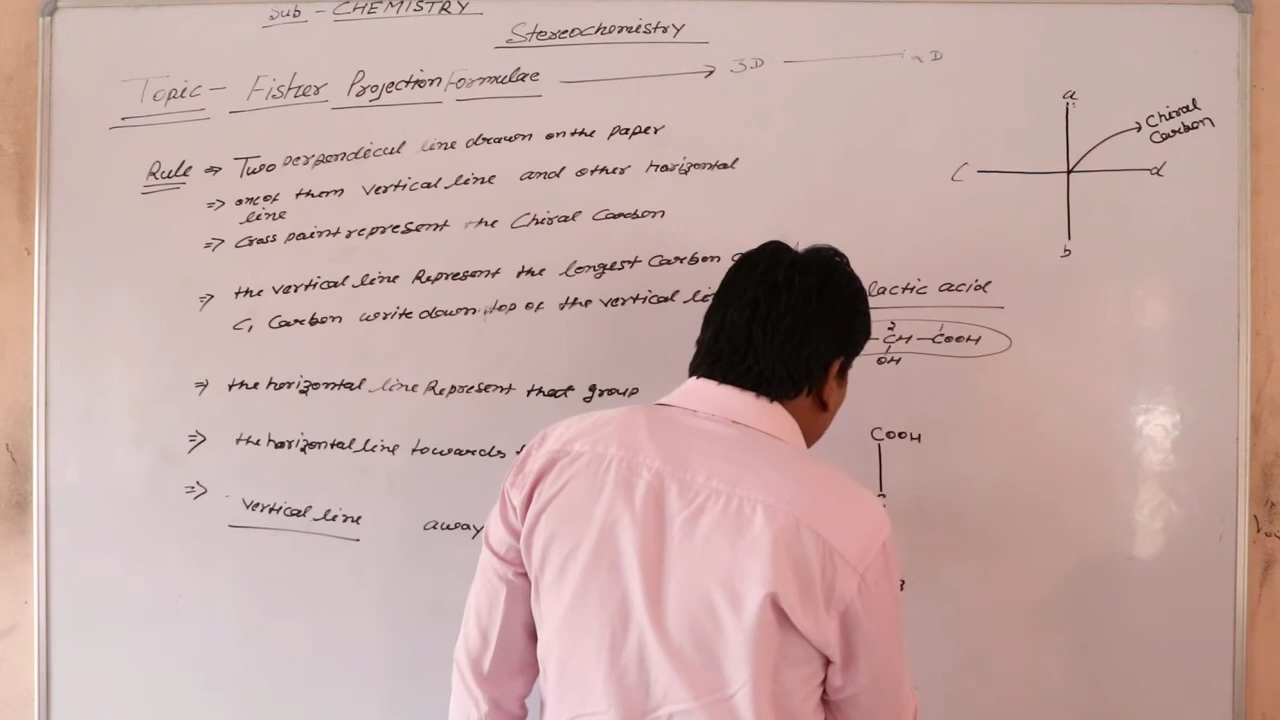 Sub - CHEMISTRY
Stereochemistry
Topic - Fisher Projection Formulae → 3D — 2D
Rule ⇒ Two perpendicul line drawn on the paper
⇒ one of them vertical line and other horizontal
line
⇒ Cross point represent the Chiral Carbon
⇒ the vertical line Represent the longest Carbon
C₁ Carbon write down top of the vertical
⇒ the horizontal line Represent that group
⇒ the horizontal line towards
⇒ vertical line away
a
Chiral
Carbon
C d
b
lactic acid
2 1
- CH - COOH
OH
COOH
3